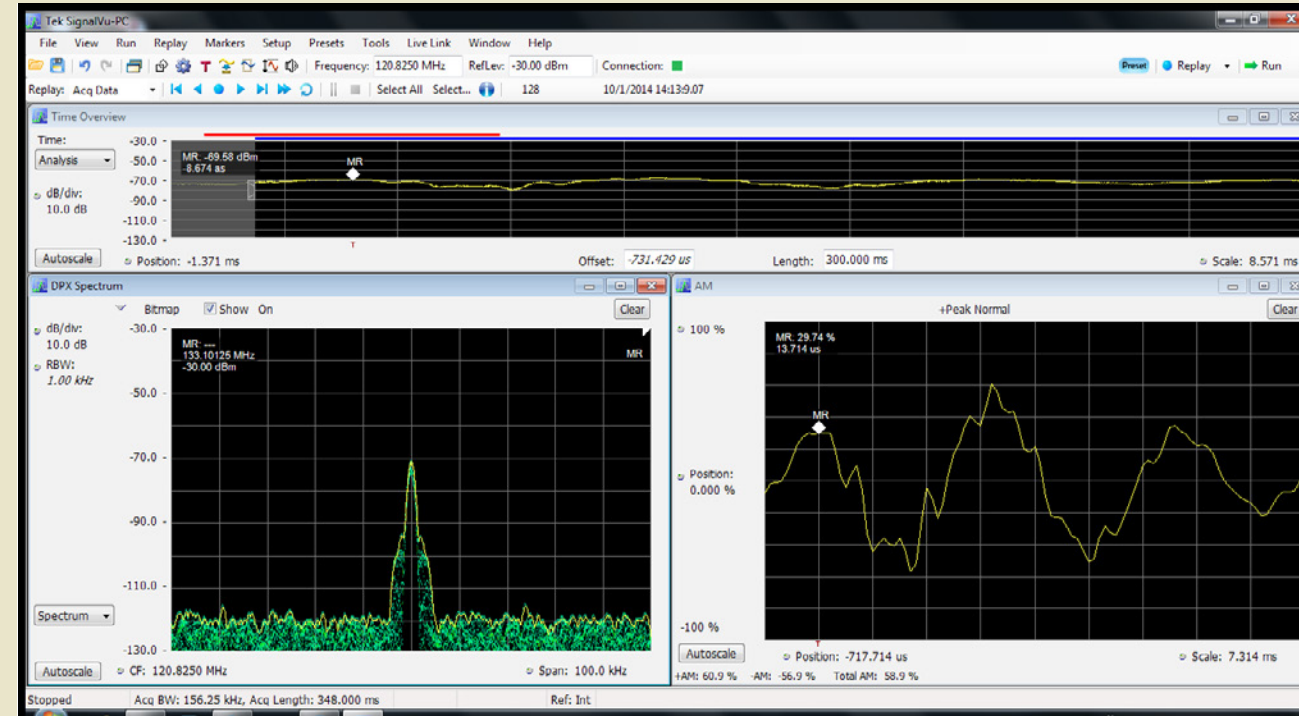 Tek SignalVu-PC
File View Run Replay Markers Setup Presets Tools Live Link Window Help
Frequency: 120.8250 MHz RefLev: -30.00 dBm Connection: Preset Replay Run
Replay: Acq Data Select All Select... 128 10/1/2014 14:13:9.07
Time Overview
Time:
Analysis
dB/div:
10.0 dB
Autoscale
-30.0
-50.0
-70.0
-90.0
-110.0
-130.0
MR: -69.58 dBm
-8.674 as
MR
T
Position: -1.371 ms Offset: -731.429 us Length: 300.000 ms Scale: 8.571 ms
DPX Spectrum
Bitmap Show On Clear
dB/div:
10.0 dB
RBW:
1.00 kHz
Spectrum
Autoscale
-30.0
-50.0
-70.0
-90.0
-110.0
-130.0
MR: ---
133.10125 MHz
-30.00 dBm
MR
CF: 120.8250 MHz Span: 100.0 kHz
AM
+Peak Normal Clear
100 %
Position:
0.000 %
-100 %
Autoscale
MR: 29.74 %
13.714 us
MR
T
Position: -717.714 us Scale: 7.314 ms
+AM: 60.9 % -AM: -56.9 % Total AM: 58.9 %
Stopped Acq BW: 156.25 kHz, Acq Length: 348.000 ms Ref: Int